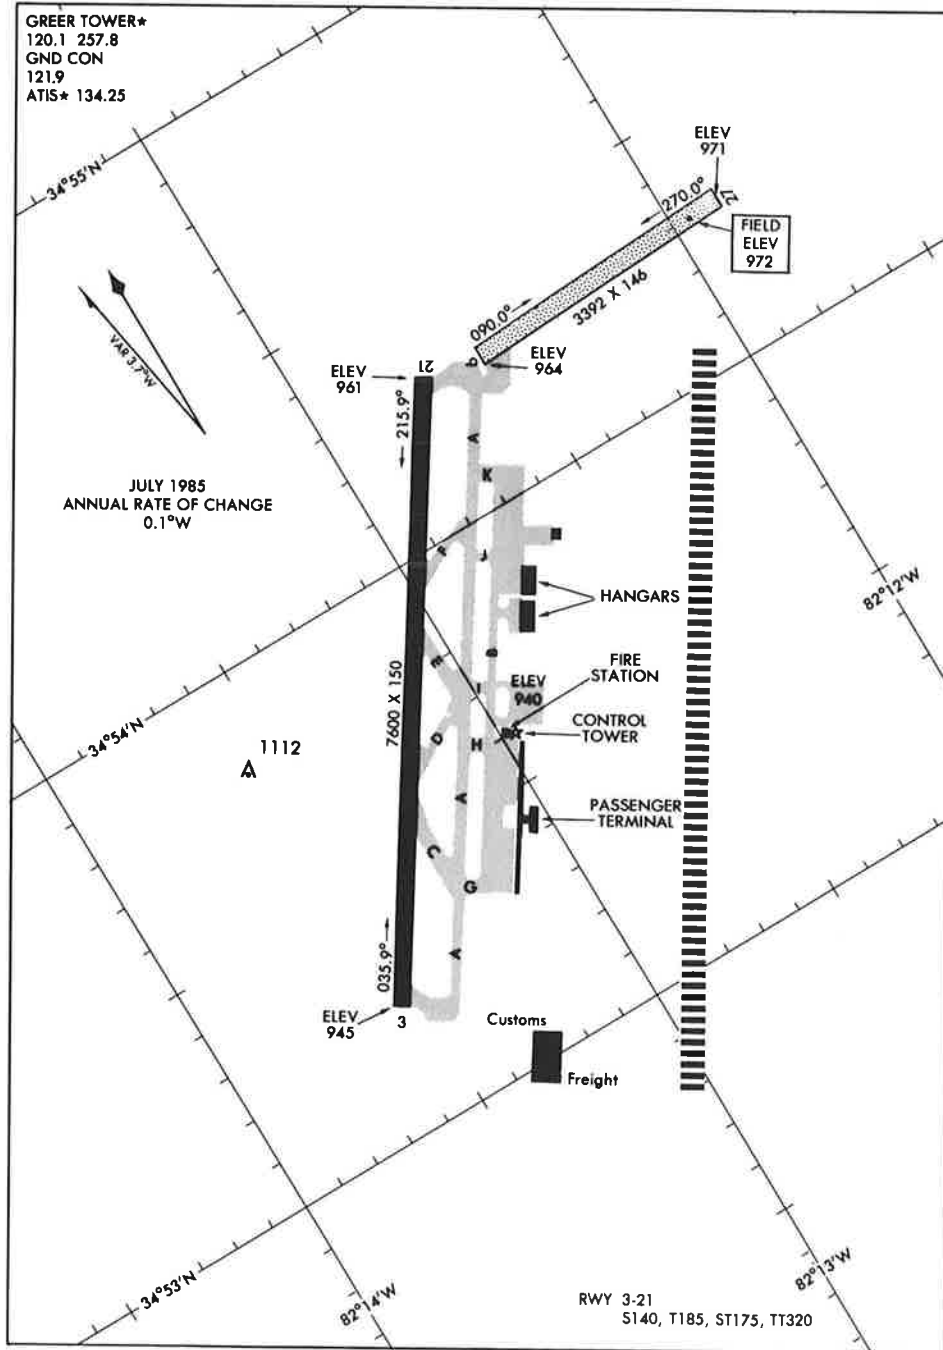 GREER TOWER★
120.1 257.8
GND CON
121.9
ATIS★ 134.25
ELEV
971
34°55'N
270.0°
27
FIELD
ELEV
972
3392 X 146
090.0°
VAR 3.7°W
9
ELEV
964
ELEV
961
21
215.9°
A
JULY 1985
ANNUAL RATE OF CHANGE
0.1°W
K
F
J
HANGARS
82°12'W
B
FIRE
STATION
E
7600 X 150
I
ELEV
940
34°54'N
D
H
CONTROL
TOWER
1112
A
PASSENGER
TERMINAL
C
G
035.9°
A
ELEV
945
3
Customs
Freight
34°53'N
82°14'W
82°13'W
RWY 3-21
S140, T185, ST175, TT320